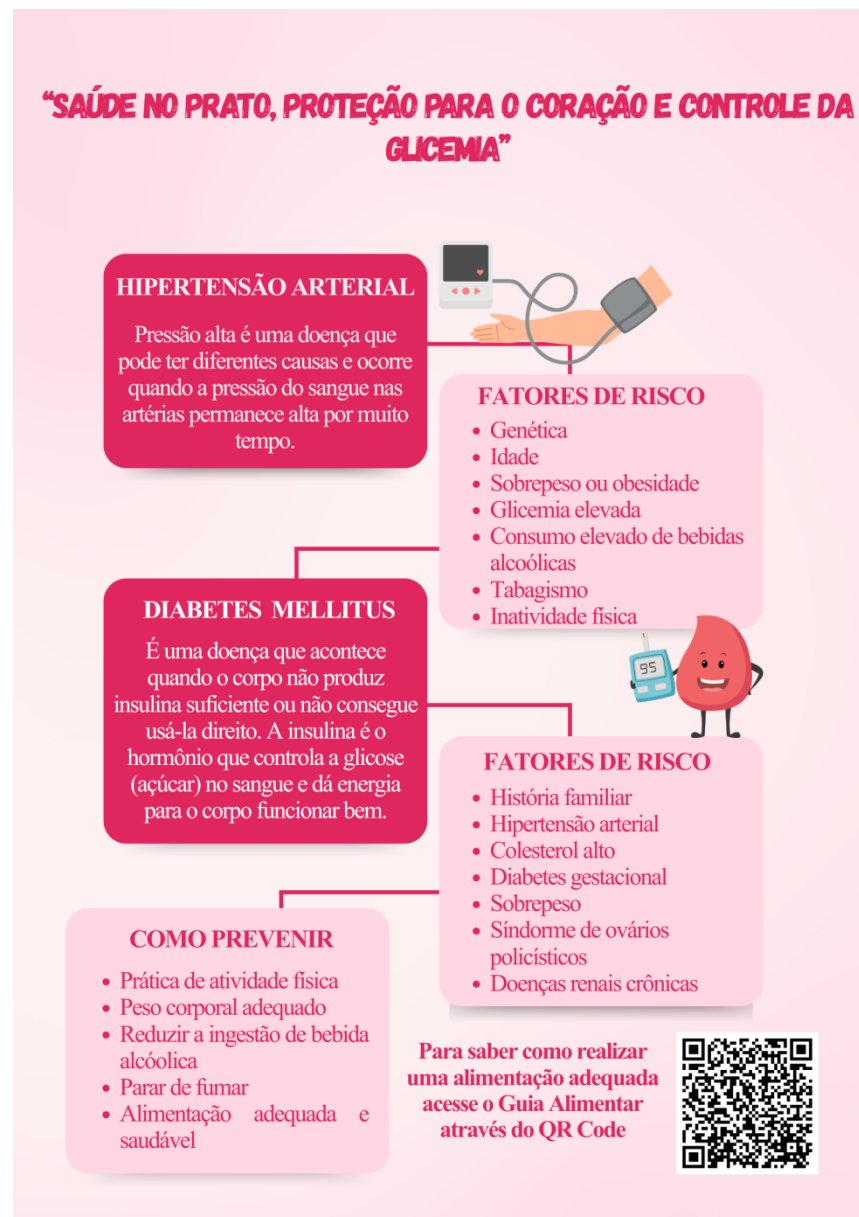 “SAÚDE NO PRATO, PROTEÇÃO PARA O CORAÇÃO E CONTROLE DA
GLICEMIA”
HIPERTENSÃO ARTERIAL
Pressão alta é uma doença que
pode ter diferentes causas e ocorre
quando a pressão do sangue nas
artérias permanece alta por muito
tempo.
FATORES DE RISCO
• Genética
• Idade
• Sobrepeso ou obesidade
• Glicemia elevada
• Consumo elevado de bebidas
alcoólicas
• Tabagismo
• Inatividade física
DIABETES MELLITUS
É uma doença que acontece
quando o corpo não produz
insulina suficiente ou não consegue
usá-la direito. A insulina é o
hormônio que controla a glicose
(açúcar) no sangue e dá energia
para o corpo funcionar bem.
95
FATORES DE RISCO
• História familiar
• Hipertensão arterial
• Colesterol alto
• Diabetes gestacional
• Sobrepeso
• Síndorme de ovários
policísticos
• Doenças renais crônicas
COMO PREVENIR
• Prática de atividade física
• Peso corporal adequado
• Reduzir a ingestão de bebida
alcóolica
• Parar de fumar
• Alimentação adequada e
saudável
Para saber como realizar
uma alimentação adequada
acesse o Guia Alimentar
através do QR Code